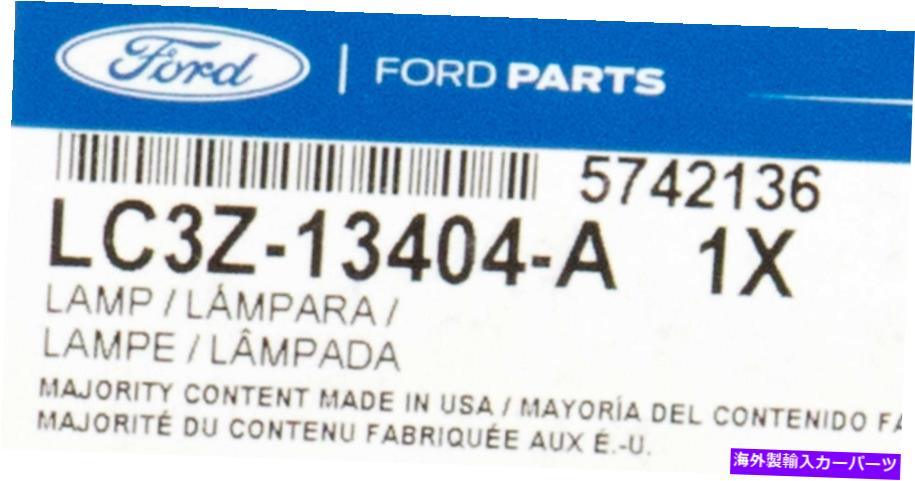 Ford | FORD PARTS
5742136
LC3Z-13404-A 1X
LAMP / LÁMPARA /
LAMPE / LÂMPADA
MAJORITY CONTENT MADE IN USA / MAYORÍA DEL CONTENIDO
MAJORITÉ DU CONTENU FABRIQUÉE AUX É.-U.
海外製輸入カーパーツ